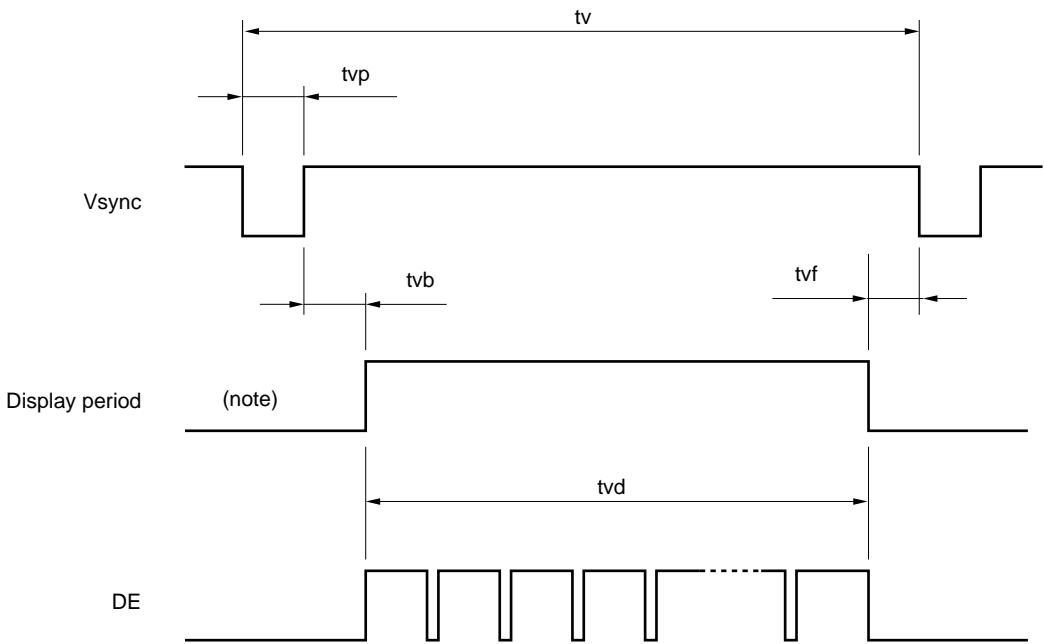 tv
tvp
Vsync
tvb
tvf
Display period
(note)
tvd
DE